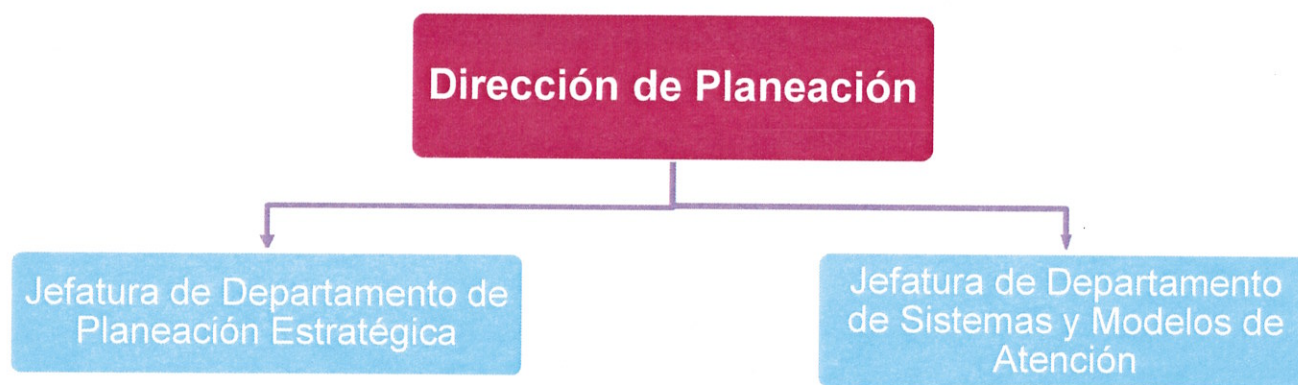 Dirección de Planeación
Jefatura de Departamento de
Planeación Estratégica
Jefatura de Departamento
de Sistemas y Modelos de
Atención